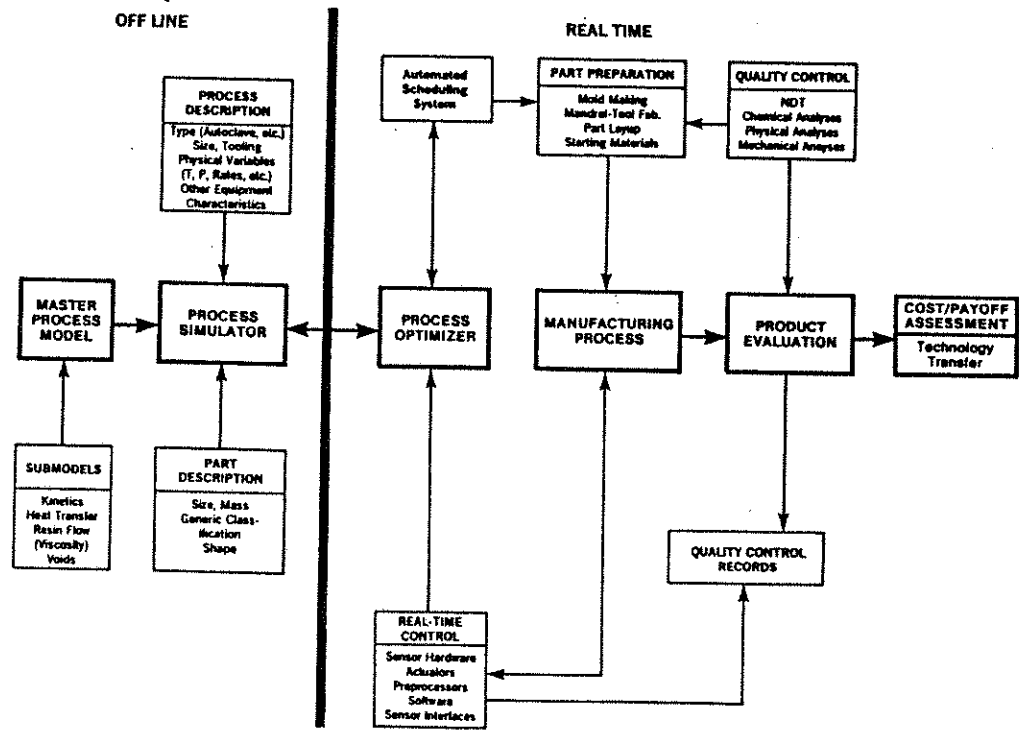 OFF LINE
REAL TIME
PROCESS
DESCRIPTION
Type (Autoclave, etc.)
Size, Tooling
Physical Variables
(T, P, Rates, etc.)
Other Equipment
Characteristics
Automated
Scheduling
System
PART PREPARATION
Mold Making
Mandrel-Tool Fab.
Part Layup
Starting Materials
QUALITY CONTROL
NDT
Chemical Analyses
Physical Analyses
Mechanical Anayses
MASTER
PROCESS
MODEL
PROCESS
SIMULATOR
PROCESS
OPTIMIZER
MANUFACTURING
PROCESS
PRODUCT
EVALUATION
COST/PAYOFF
ASSESSMENT
Technology
Transfer
SUBMODELS
Kinetics
Heat Transfer
Resin Flow
(Viscosity)
Voids
PART
DESCRIPTION
Size, Mass
Generic Class-
ification
Shape
QUALITY CONTROL
RECORDS
REAL-TIME
CONTROL
Sensor Hardware
Actuators
Preprocessors
Software
Sensor Interfaces